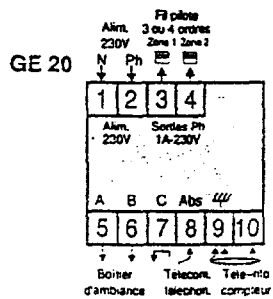 Fil pilote
Alim. 3 ou 4 ordres
230V Zone 1 Zone 2
GE 20
N Ph
1 2 3 4
Alim. Sorties Ph
230V 1A-230V
A B C Abs
5 6 7 8 9 10
Boitier Telecom. Tele-info
d'ambiance telephon. compteur